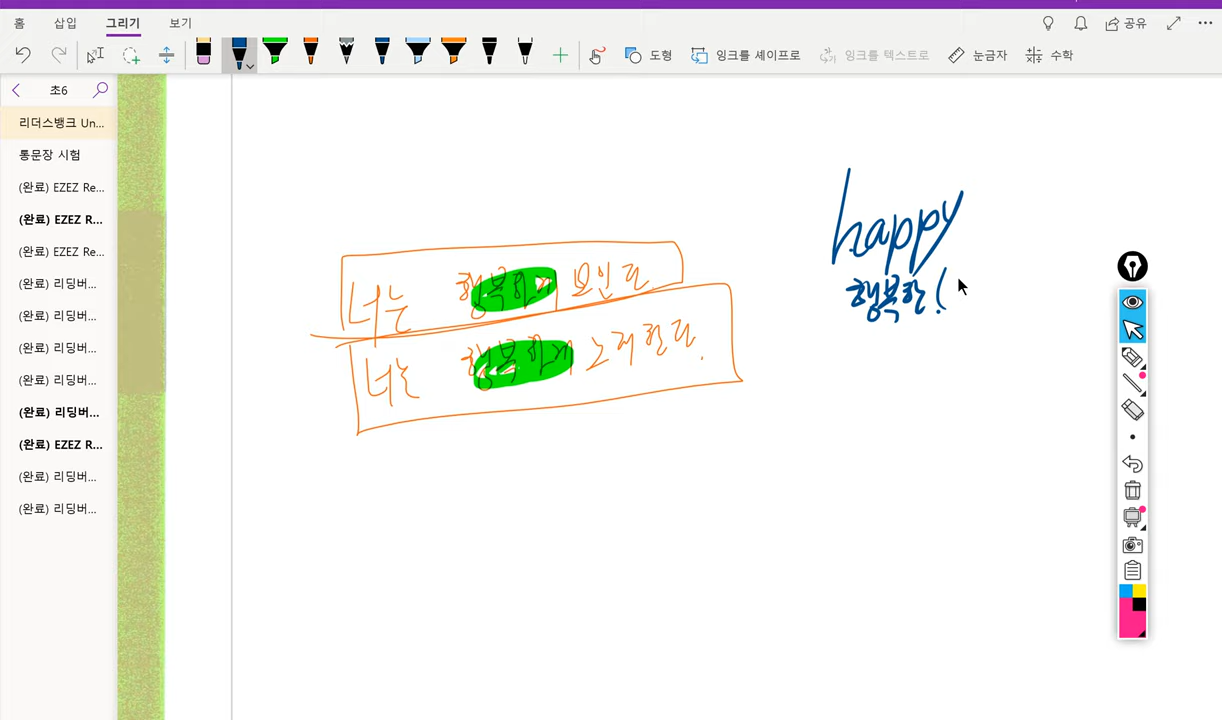 홈 삽입 그리기 보기 공유
도형 잉크를 셰이프로 잉크를 텍스트로 눈금자 수학
초6
리더스뱅크 Un...
통문장 시험
(완료) EZEZ Re...
(완료) EZEZ R...
(완료) EZEZ Re...
(완료) 리딩버...
(완료) 리딩버...
(완료) 리딩버...
(완료) 리딩버...
(완료) 리딩버...
(완료) EZEZ R...
(완료) 리딩버...
(완료) 리딩버...
너는 행복하게 보인다
너는 행복하게 노래한다.
happy
행복한 (